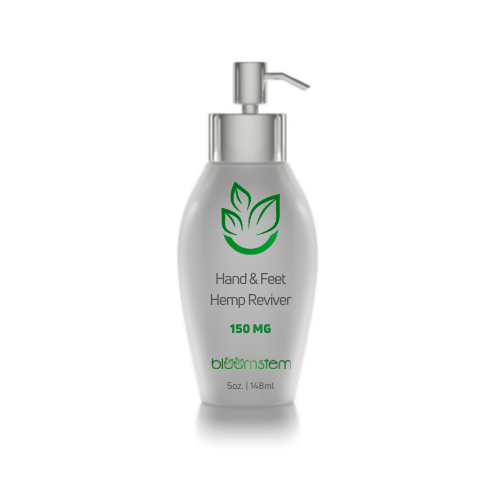 Hand & Feet
Hemp Reviver
150 MG
bloomstem
5oz. | 148ml